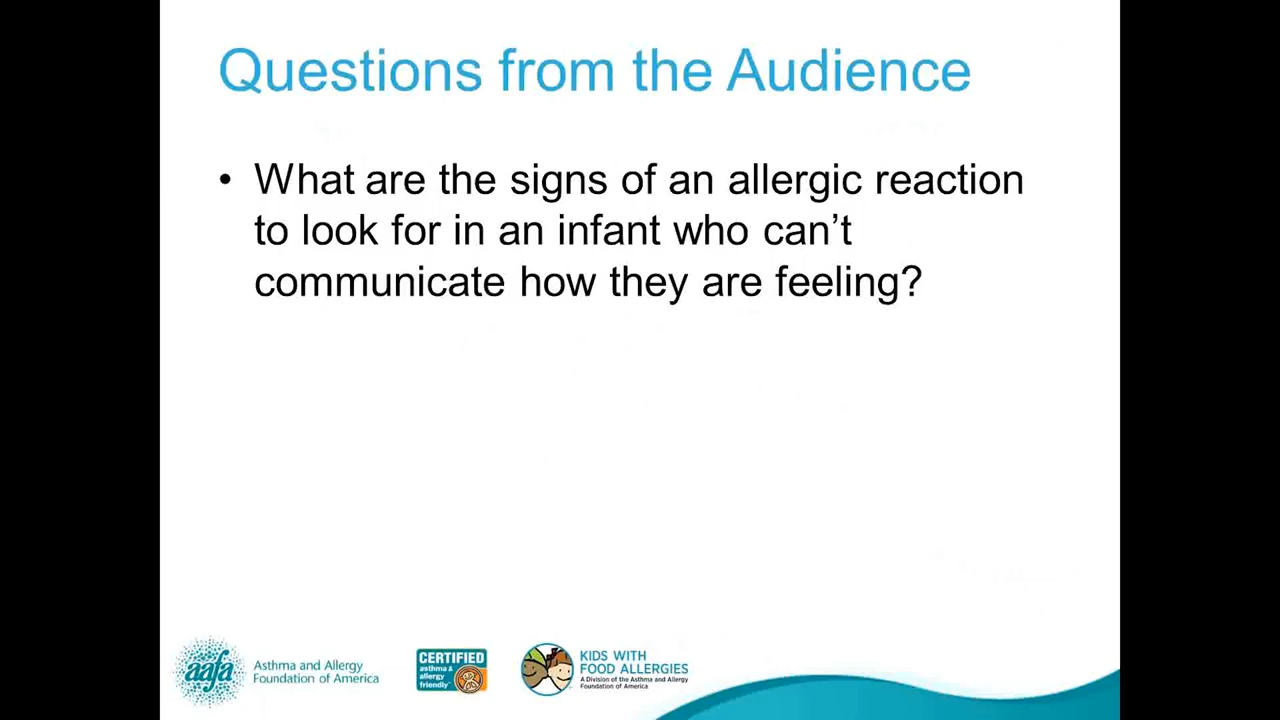 Questions from the Audience
• What are the signs of an allergic reaction
to look for in an infant who can’t
communicate how they are feeling?
aafa
Asthma and Allergy
Foundation of America
CERTIFIED
asthma &
allergy
friendly™
KIDS WITH
FOOD ALLERGIES
A Division of the Asthma and Allergy
Foundation of America